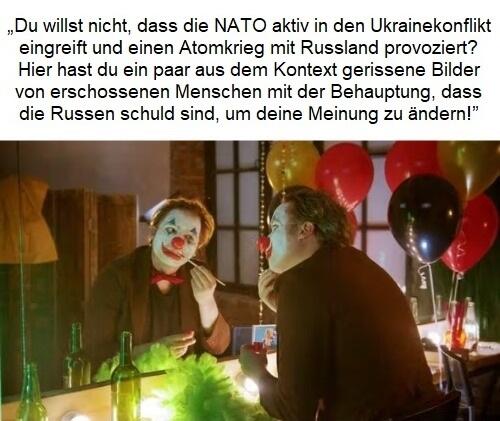 „Du willst nicht, dass die NATO aktiv in den Ukrainekonflikt
eingreift und einen Atomkrieg mit Russland provoziert?
Hier hast du ein paar aus dem Kontext gerissene Bilder
von erschossenen Menschen mit der Behauptung, dass
die Russen schuld sind, um deine Meinung zu ändern!”